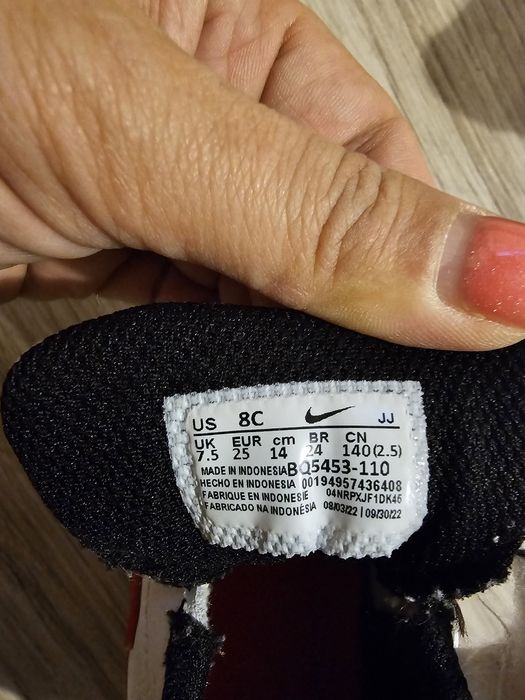 US 8C JJ
UK EUR cm BR CN
7.5 25 14 24 140 (2.5)
MADE IN INDONESIA BQ5453-110
HECHO EN INDONESIA 00194957436408
FABRIQUE EN INDONESIE 04NRPXJF1DK45
FABRICADO NA INDONÉSIA 08/03/22 | 09/30/22